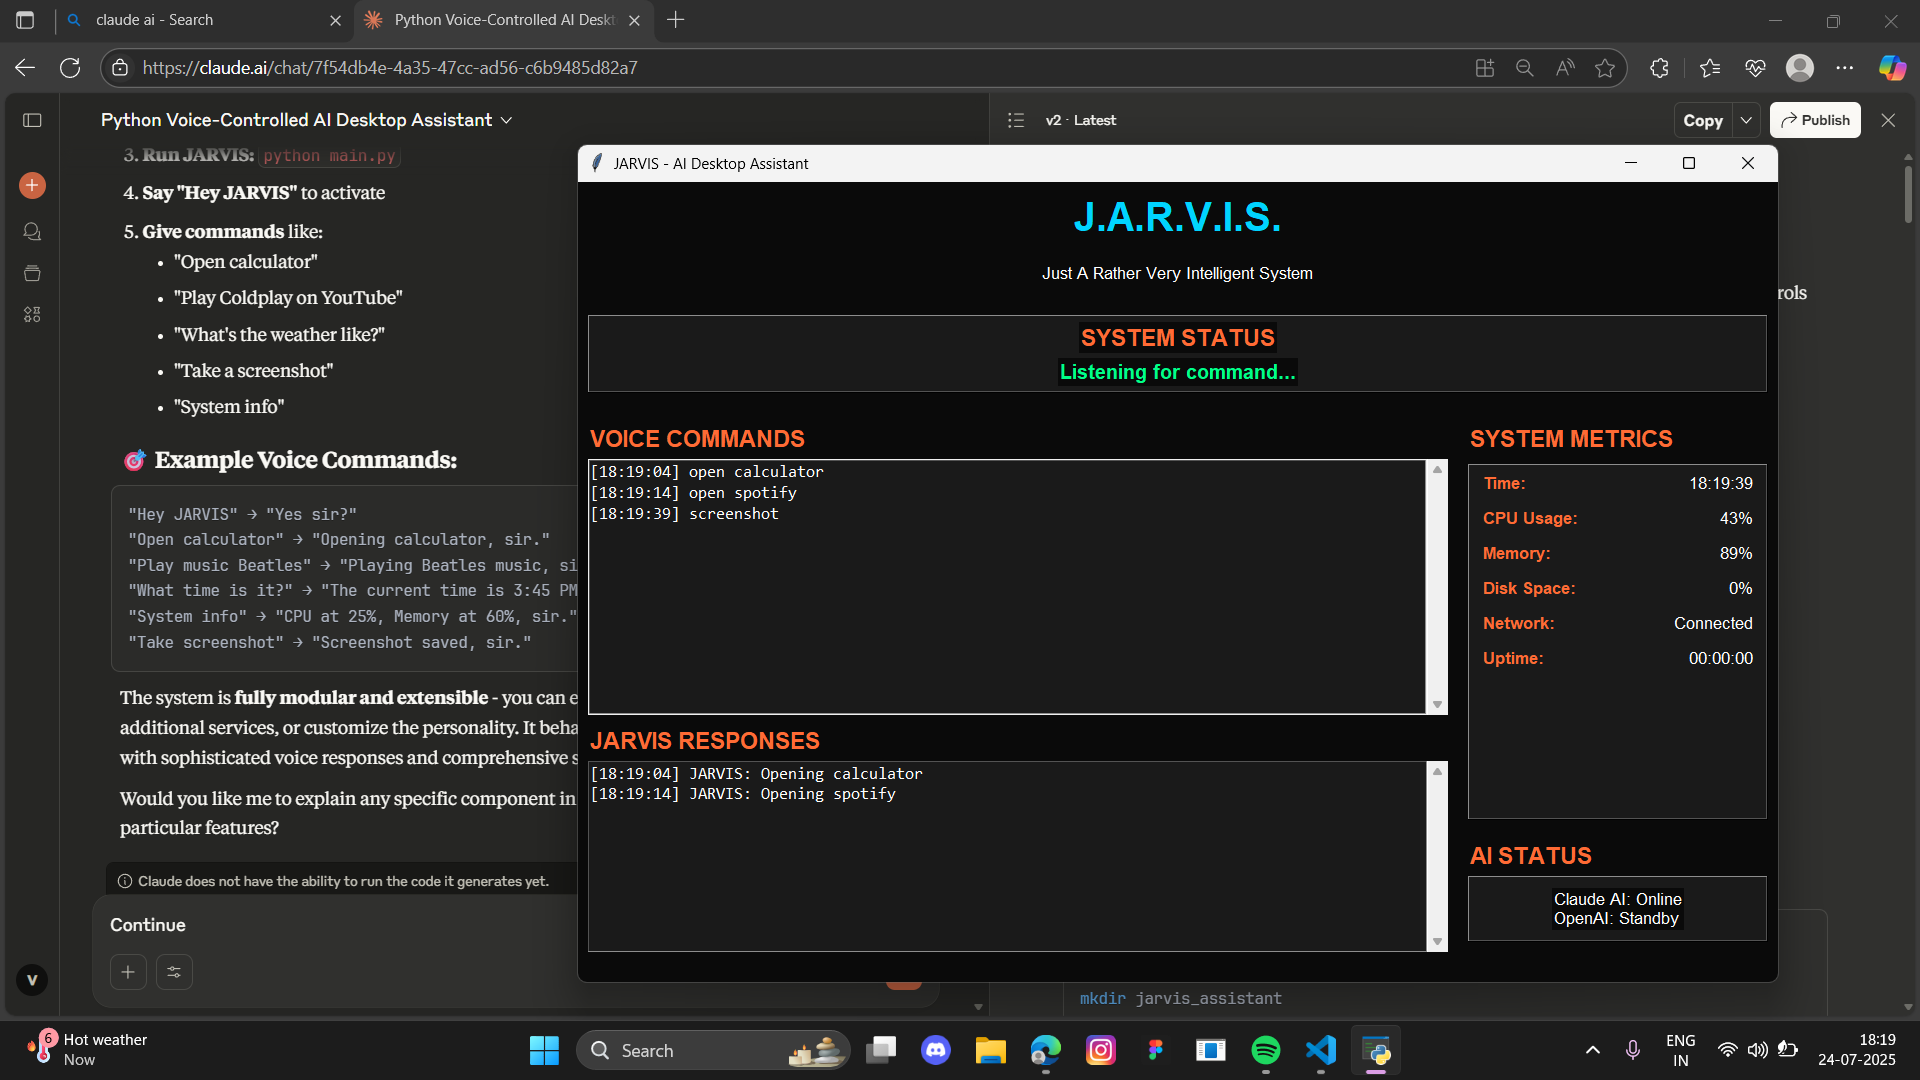 claude ai - Search
Python Voice-Controlled AI Deskt
https://claude.ai/chat/7f54db4e-4a35-47cc-ad56-c6b9485d82a7
Python Voice-Controlled AI Desktop Assistant
v2 · Latest
Copy
Publish
3. Run JARVIS: python main.py
4. Say "Hey JARVIS" to activate
5. Give commands like:
• "Open calculator"
• "Play Coldplay on YouTube"
• "What's the weather like?"
• "Take a screenshot"
• "System info"
🎯 Example Voice Commands:
"Hey JARVIS" → "Yes sir?"
"Open calculator" → "Opening calculator, sir."
"Play music Beatles" → "Playing Beatles music, si
"What time is it?" → "The current time is 3:45 PM
"System info" → "CPU at 25%, Memory at 60%, sir."
"Take screenshot" → "Screenshot saved, sir."
The system is fully modular and extensible - you can e
additional services, or customize the personality. It beha
with sophisticated voice responses and comprehensive s
Would you like me to explain any specific component in
particular features?
Claude does not have the ability to run the code it generates yet.
Continue
V
JARVIS - AI Desktop Assistant
J.A.R.V.I.S.
Just A Rather Very Intelligent System
SYSTEM STATUS
Listening for command...
VOICE COMMANDS
[18:19:04] open calculator
[18:19:14] open spotify
[18:19:39] screenshot
JARVIS RESPONSES
[18:19:04] JARVIS: Opening calculator
[18:19:14] JARVIS: Opening spotify
SYSTEM METRICS
Time: 18:19:39
CPU Usage: 43%
Memory: 89%
Disk Space: 0%
Network: Connected
Uptime: 00:00:00
AI STATUS
Claude AI: Online
OpenAI: Standby
rols
mkdir jarvis_assistant
6
Hot weather
Now
Search
ENG
IN
18:19
24-07-2025